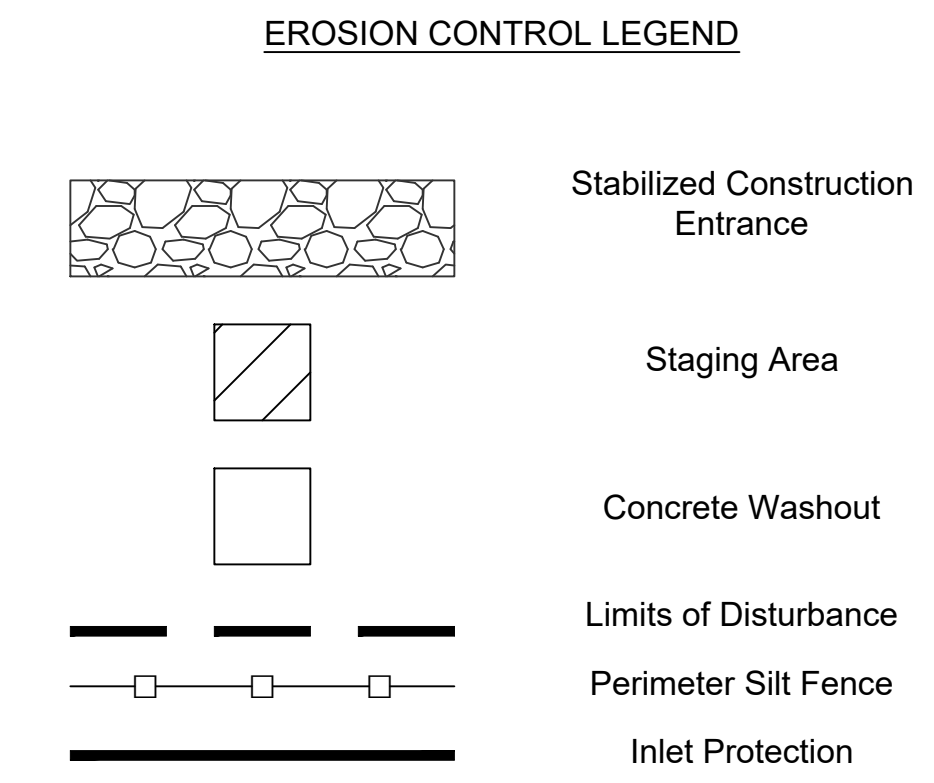 EROSION CONTROL LEGEND
Stabilized Construction
Entrance
Staging Area
Concrete Washout
Limits of Disturbance
Perimeter Silt Fence
Inlet Protection